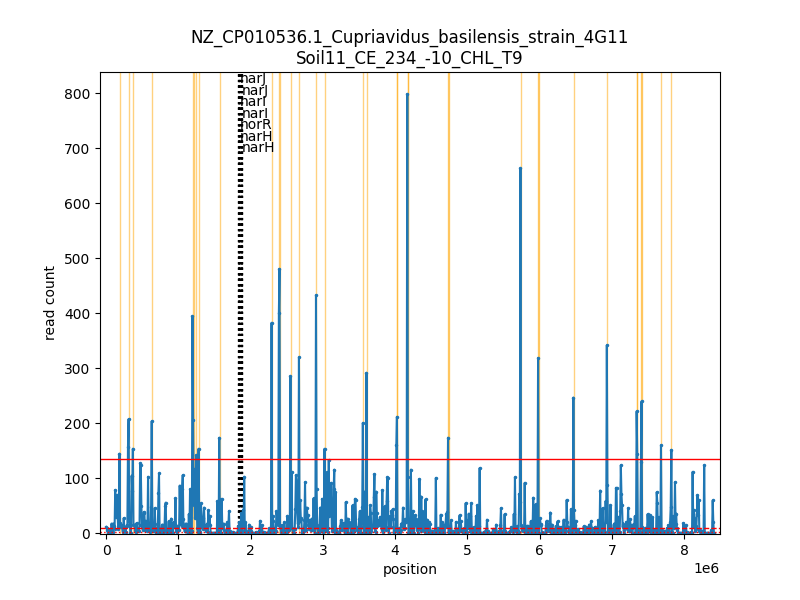 NZ_CP010536.1_Cupriavidus_basilensis_strain_4G11
Soil11_CE_234_-10_CHL_T9
narJ
narJ
narI
narI
norR
narH
narH
800
700
600
500
400
300
200
100
0
read count
0 1 2 3 4 5 6 7 8
1e6
position